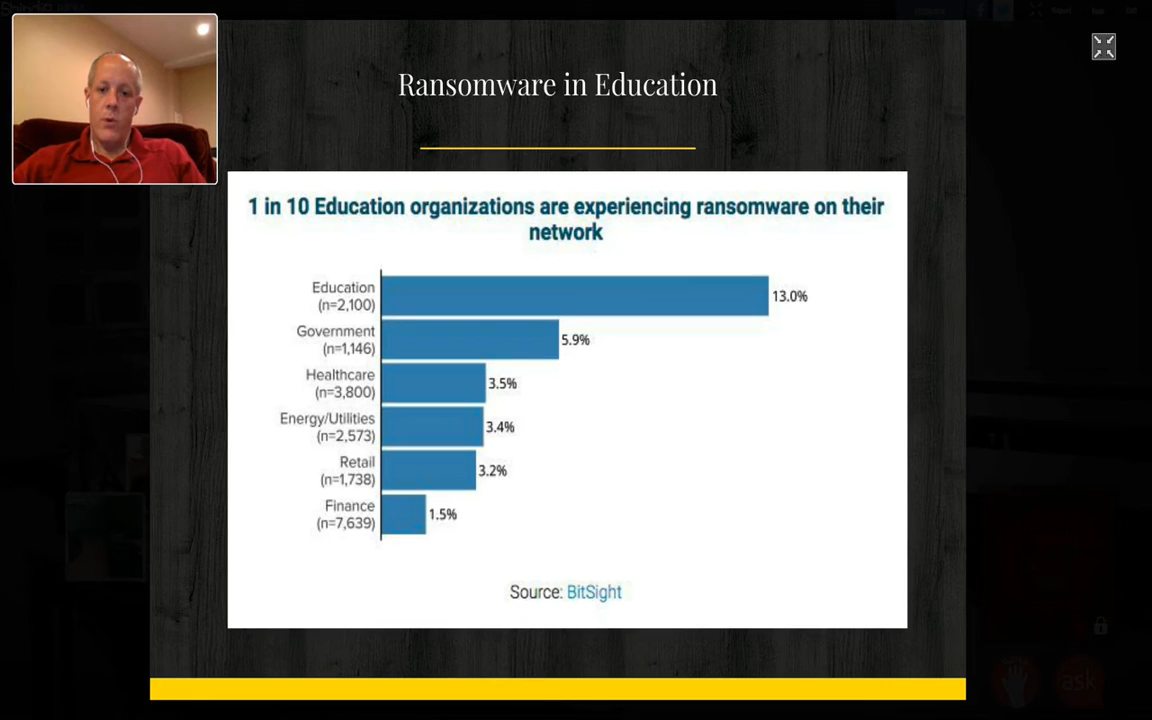 Ransomware in Education
1 in 10 Education organizations are experiencing ransomware on their
network
Education
(n=2,100)
13.0%
Government
(n=1,146)
5.9%
Healthcare
(n=3,800)
3.5%
Energy/Utilities
(n=2,573)
3.4%
Retail
(n=1,738)
3.2%
Finance
(n=7,639)
1.5%
Source: BitSight
ask